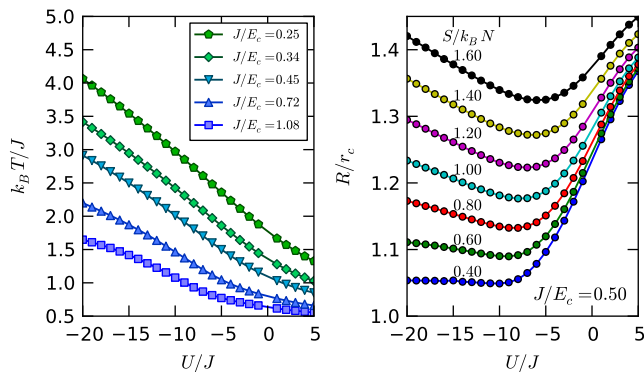 5.0
4.5
4.0
3.5
3.0
2.5
2.0
1.5
1.0
0.5
k_B T/J
−20 −15 −10 −5 0 5
U/J
J/E_c = 0.25
J/E_c = 0.34
J/E_c = 0.45
J/E_c = 0.72
J/E_c = 1.08
1.4
1.3
1.2
1.1
1.0
R/r_c
−20 −15 −10 −5 0 5
U/J
S/k_B N
1.60
1.40
1.20
1.00
0.80
0.60
0.40
J/E_c = 0.50